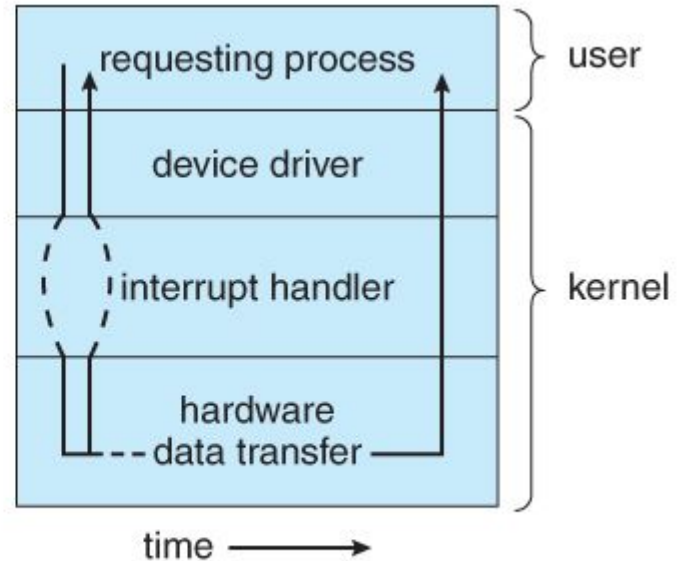 requesting process
user
device driver
interrupt handler
kernel
hardware
data transfer
time